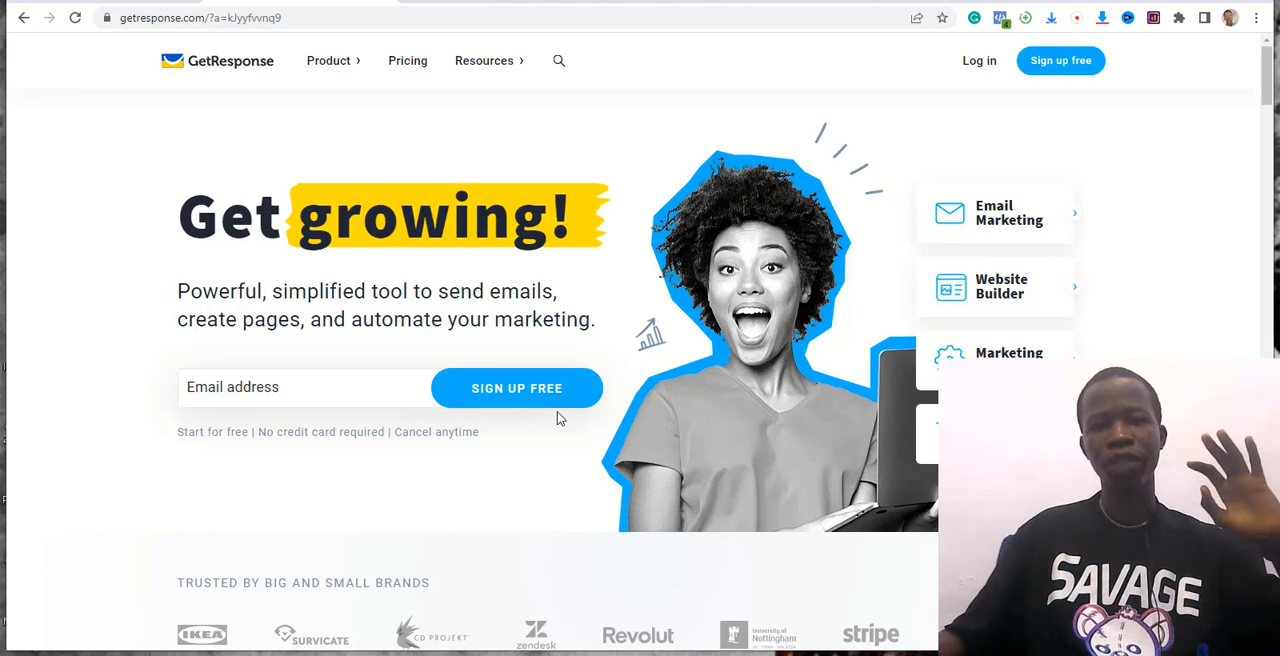 getresponse.com/?a=kJyyfvvnq9
GetResponse
Product
Pricing
Resources
Log in
Sign up free
Get growing!
Powerful, simplified tool to send emails,
create pages, and automate your marketing.
Email address
SIGN UP FREE
Start for free | No credit card required | Cancel anytime
Email
Marketing
Website
Builder
Marketing
TRUSTED BY BIG AND SMALL BRANDS
IKEA
SURVICATE
CD PROJEKT
zendesk
Revolut
University of
Nottingham
stripe
SAVAGE